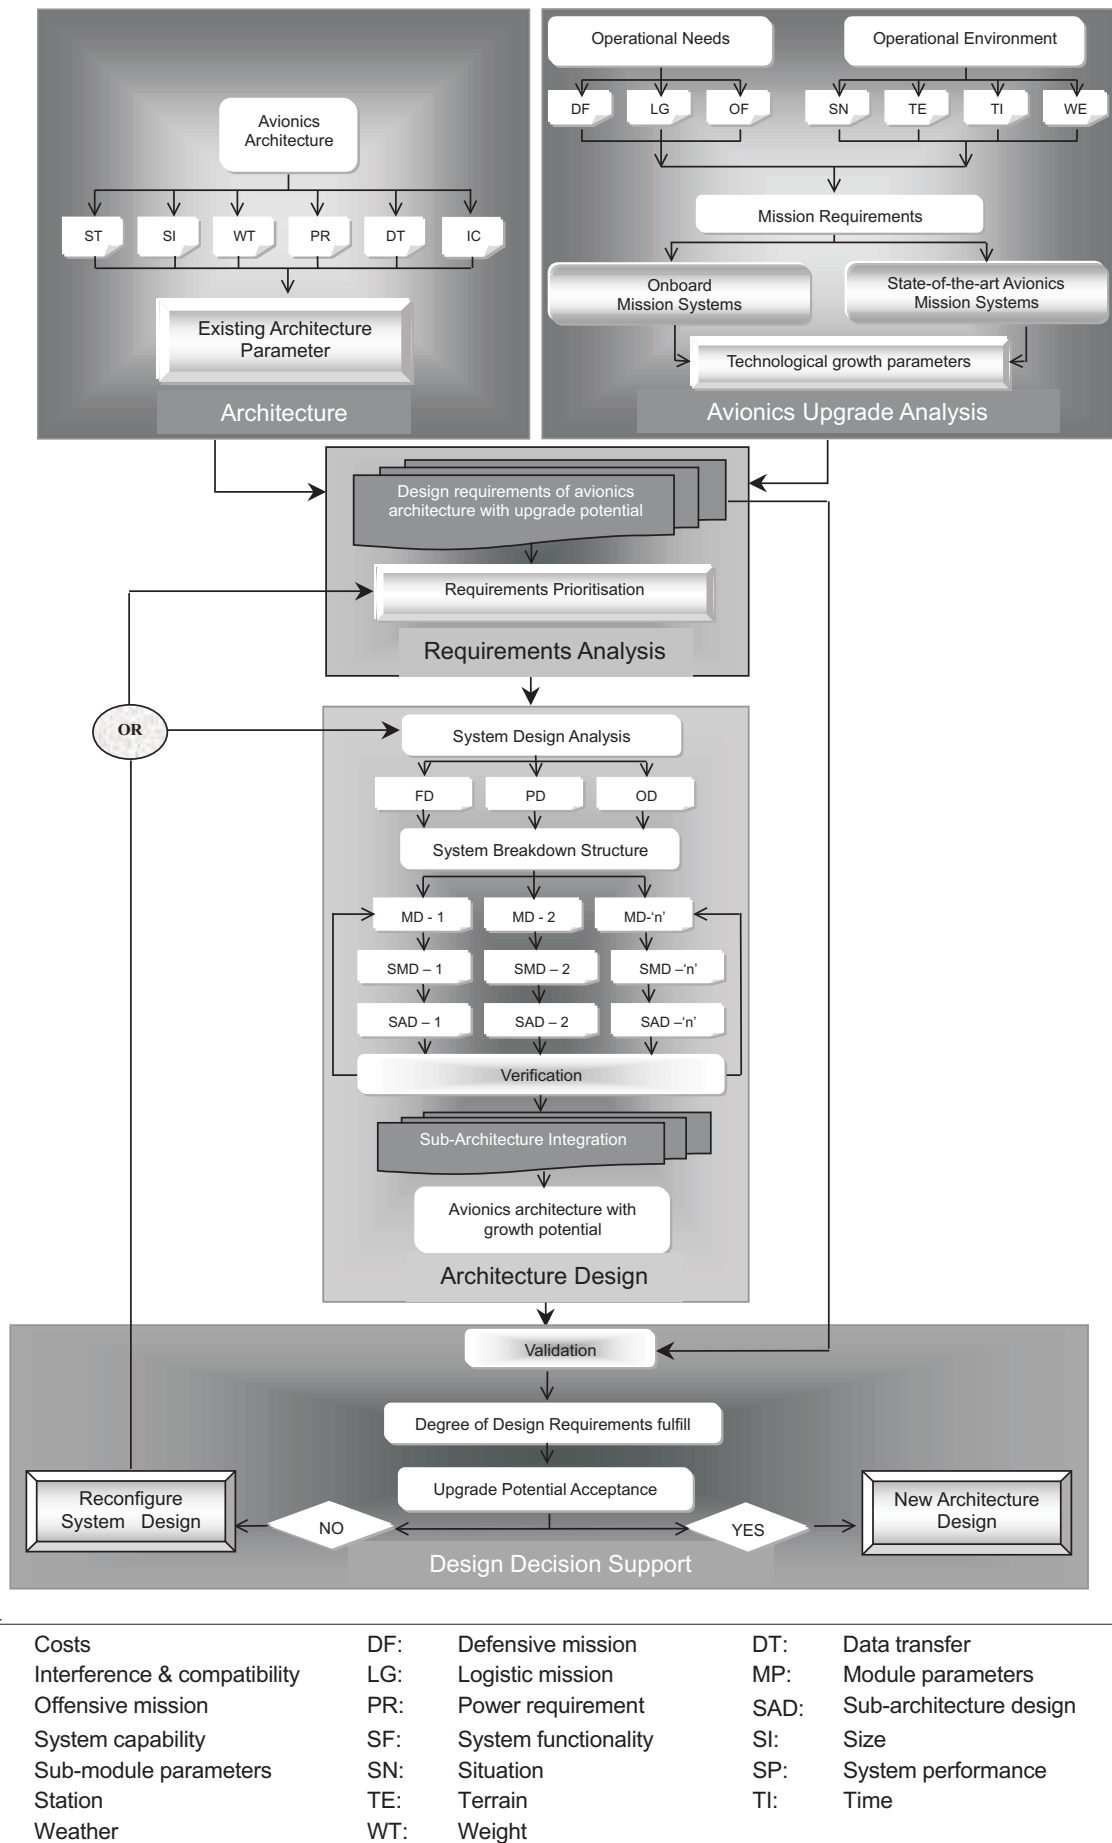 Avionics
Architecture
ST SI WT PR DT IC
Existing Architecture
Parameter
Architecture
Operational Needs Operational Environment
DF LG OF SN TE TI WE
Mission Requirements
Onboard
Mission Systems
State-of-the-art Avionics
Mission Systems
Technological growth parameters
Avionics Upgrade Analysis
Design requirements of avionics
architecture with upgrade potential
Requirements Prioritisation
Requirements Analysis
OR
System Design Analysis
FD PD OD
System Breakdown Structure
MD - 1 MD - 2 MD-‘n’
SMD – 1 SMD – 2 SMD –‘n’
SAD – 1 SAD – 2 SAD –‘n’
Verification
Sub-Architecture Integration
Avionics architecture with
growth potential
Architecture Design
Validation
Degree of Design Requirements fulfill
Upgrade Potential Acceptance
Reconfigure
System Design
NO
YES
New Architecture
Design
Design Decision Support
Costs DF: Defensive mission DT: Data transfer
Interference & compatibility LG: Logistic mission MP: Module parameters
Offensive mission PR: Power requirement SAD: Sub-architecture design
System capability SF: System functionality SI: Size
Sub-module parameters SN: Situation SP: System performance
Station TE: Terrain TI: Time
Weather WT: Weight